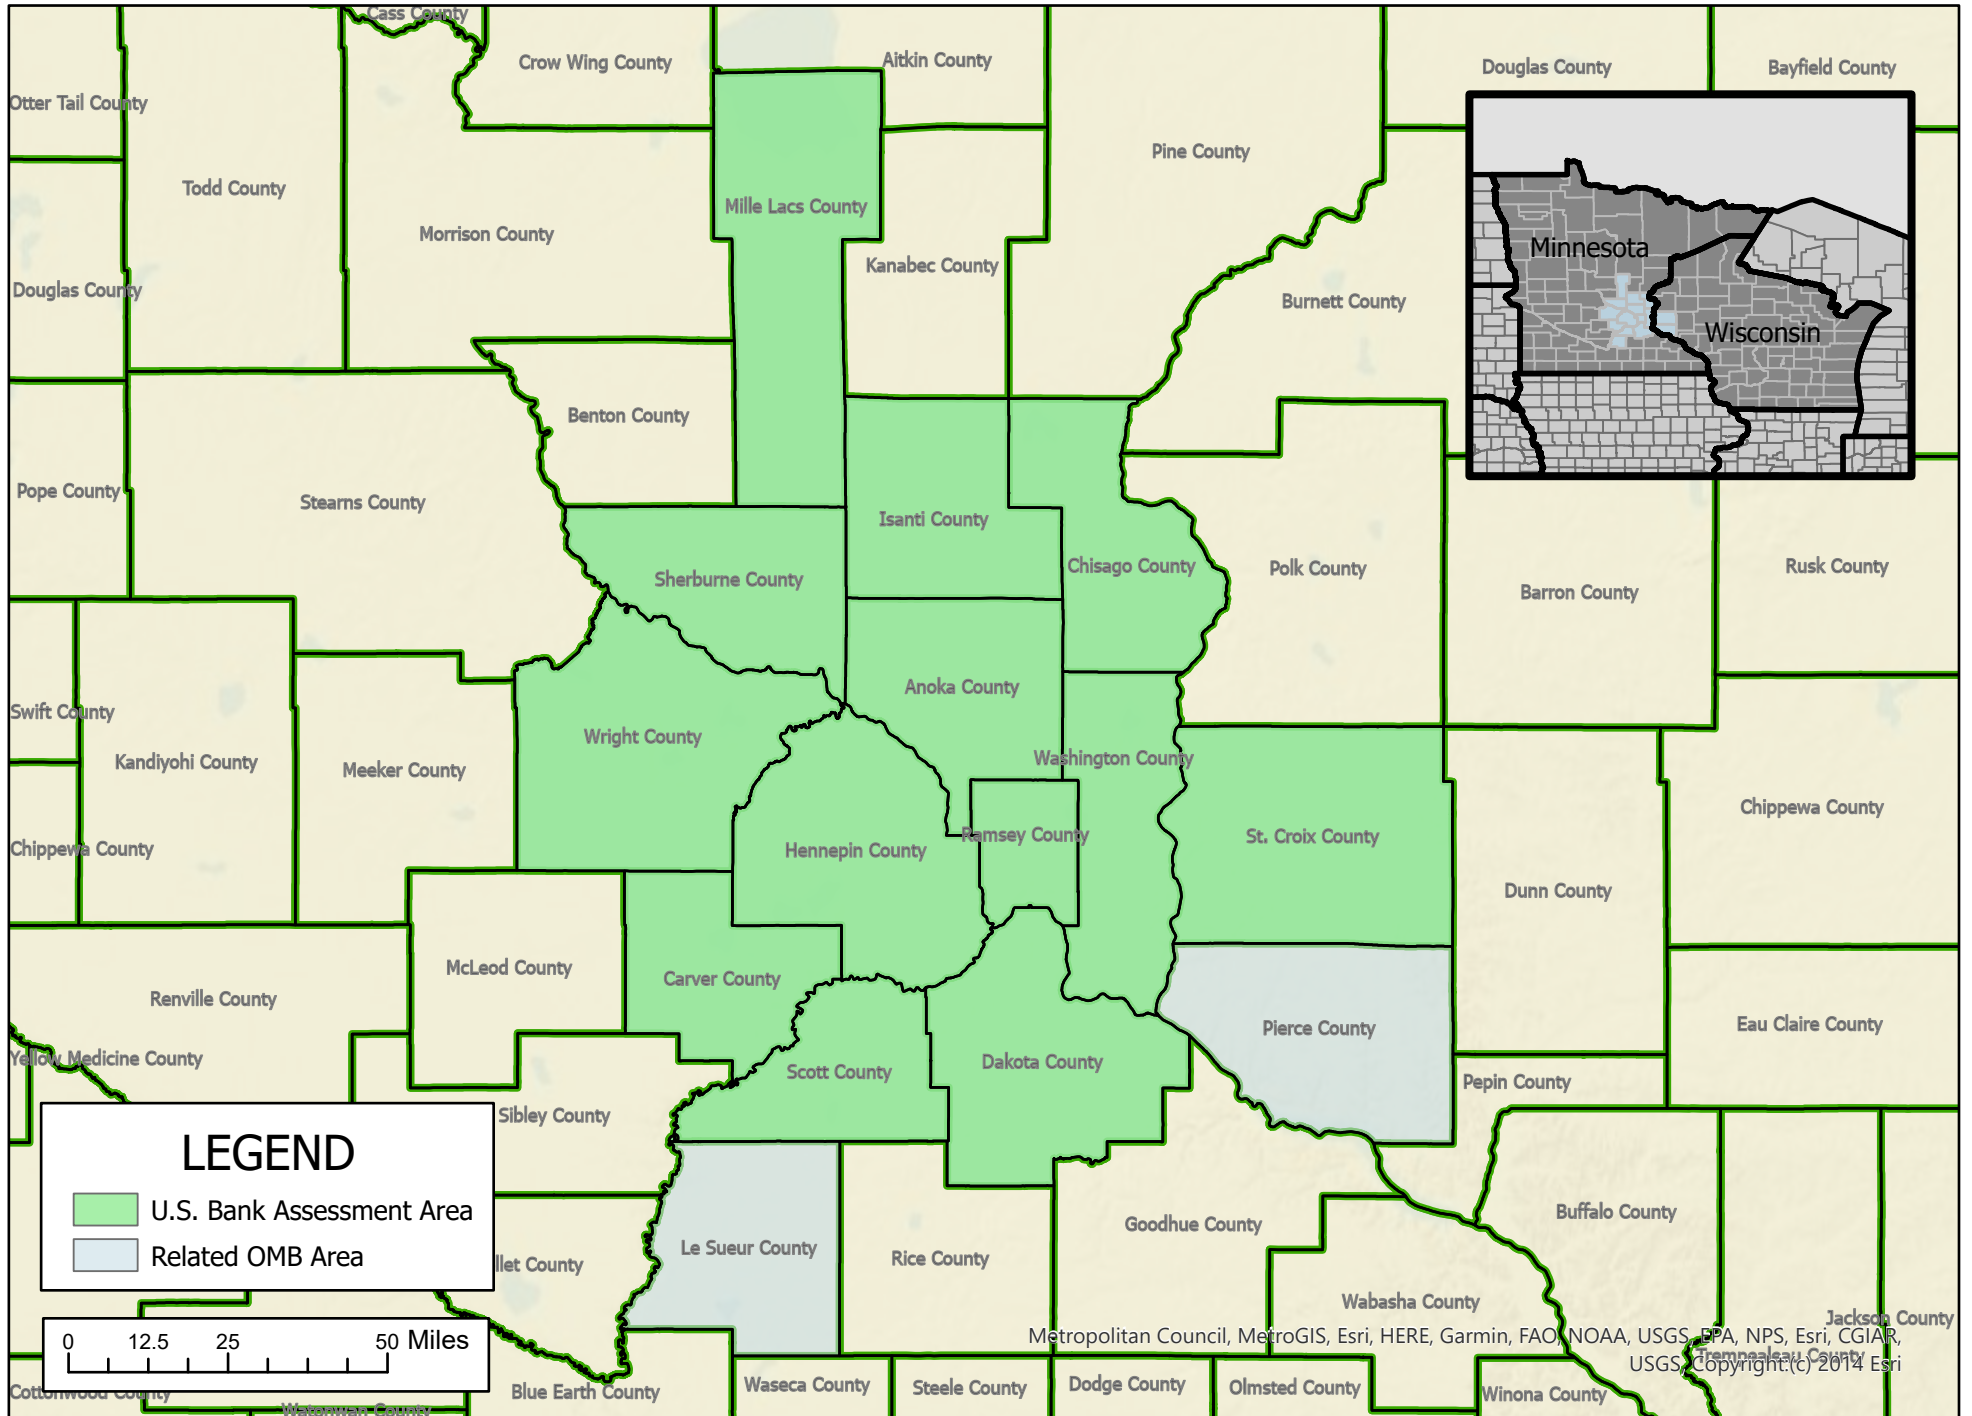 Cass County
Crow Wing County
Aitkin County
Douglas County
Bayfield County
Otter Tail County
Todd County
Pine County
Mille Lacs County
Morrison County
Kanabec County
Douglas County
Burnett County
Minnesota
Wisconsin
Benton County
Pope County
Stearns County
Isanti County
Chisago County
Polk County
Barron County
Rusk County
Sherburne County
Anoka County
Swift County
Wright County
Washington County
Kandiyohi County
Meeker County
Chippewa County
Chippewa County
Hennepin County
Ramsey County
St. Croix County
Dunn County
McLeod County
Carver County
Renville County
Pierce County
Eau Claire County
Yellow Medicine County
Scott County
Dakota County
Pepin County
Sibley County
LEGEND
U.S. Bank Assessment Area
Related OMB Area
llet County
Le Sueur County
Rice County
Goodhue County
Buffalo County
Wabasha County
Jackson County
0 12.5 25 50 Miles
Metropolitan Council, MetroGIS, Esri, HERE, Garmin, FAO, NOAA, USGS, EPA, NPS, Esri, CGIAR,
USGS, Copyright:(c) 2014 Esri
Trempealeau County
Cottonwood County
Watonwan County
Blue Earth County
Waseca County
Steele County
Dodge County
Olmsted County
Winona County